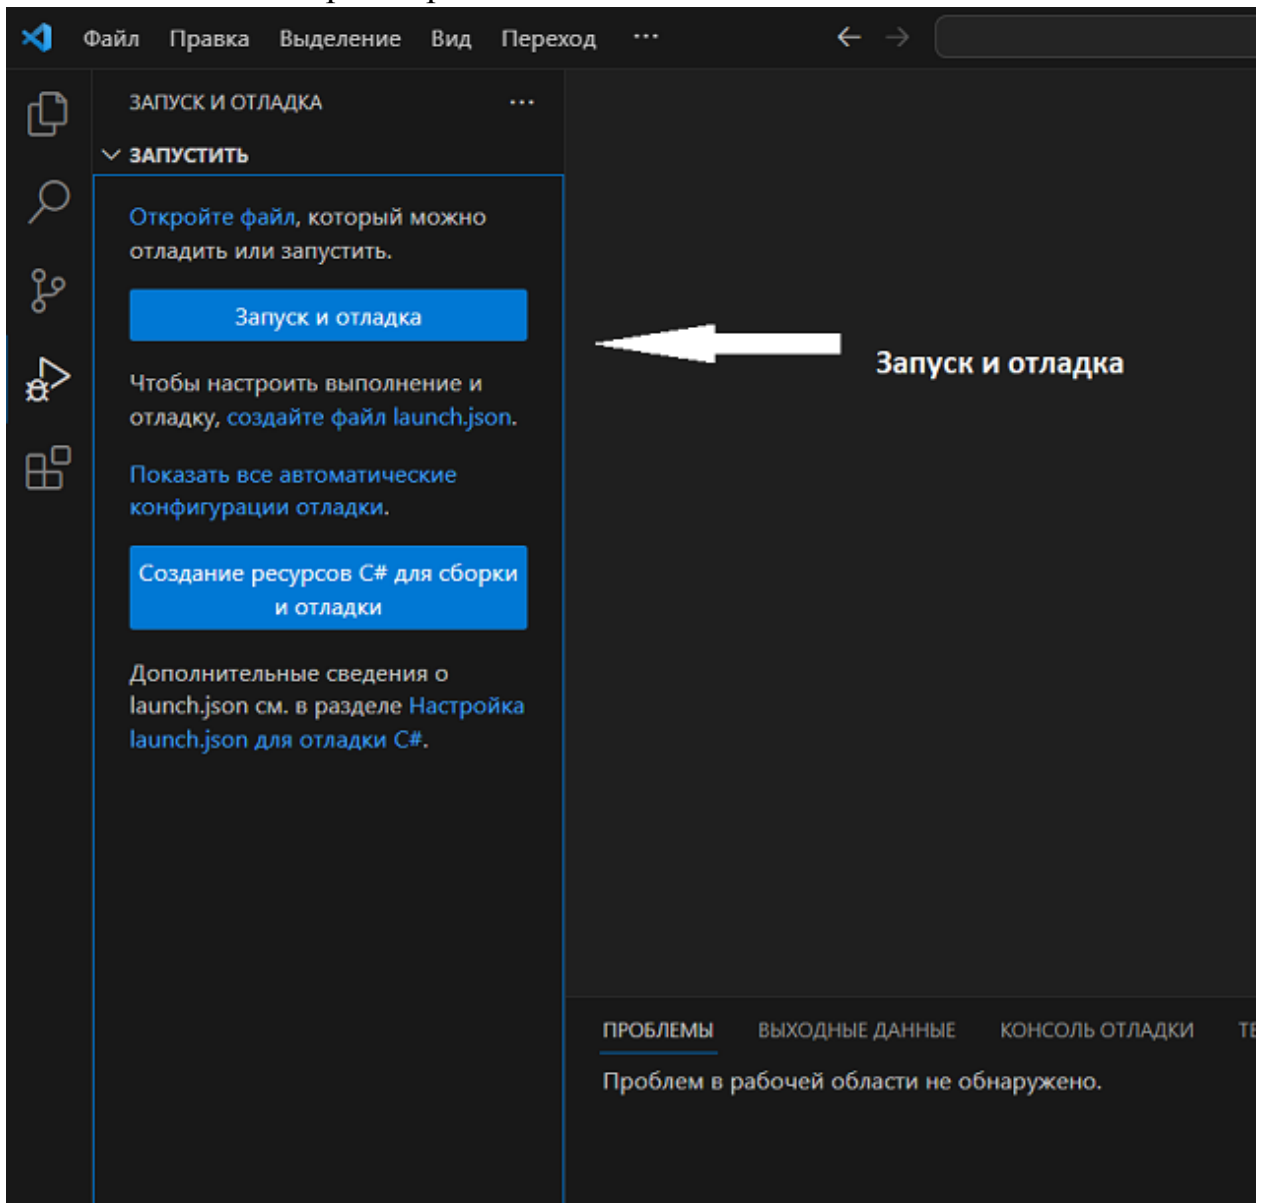 Файл Правка Выделение Вид Переход ···
ЗАПУСК И ОТЛАДКА ···
ЗАПУСТИТЬ
Откройте файл, который можно
отладить или запустить.
Запуск и отладка
Чтобы настроить выполнение и
отладку, создайте файл launch.json.
Показать все автоматические
конфигурации отладки.
Создание ресурсов C# для сборки
и отладки
Дополнительные сведения о
launch.json см. в разделе Настройка
launch.json для отладки C#.
Запуск и отладка
ПРОБЛЕМЫ ВЫХОДНЫЕ ДАННЫЕ КОНСОЛЬ ОТЛАДКИ
Проблем в рабочей области не обнаружено.